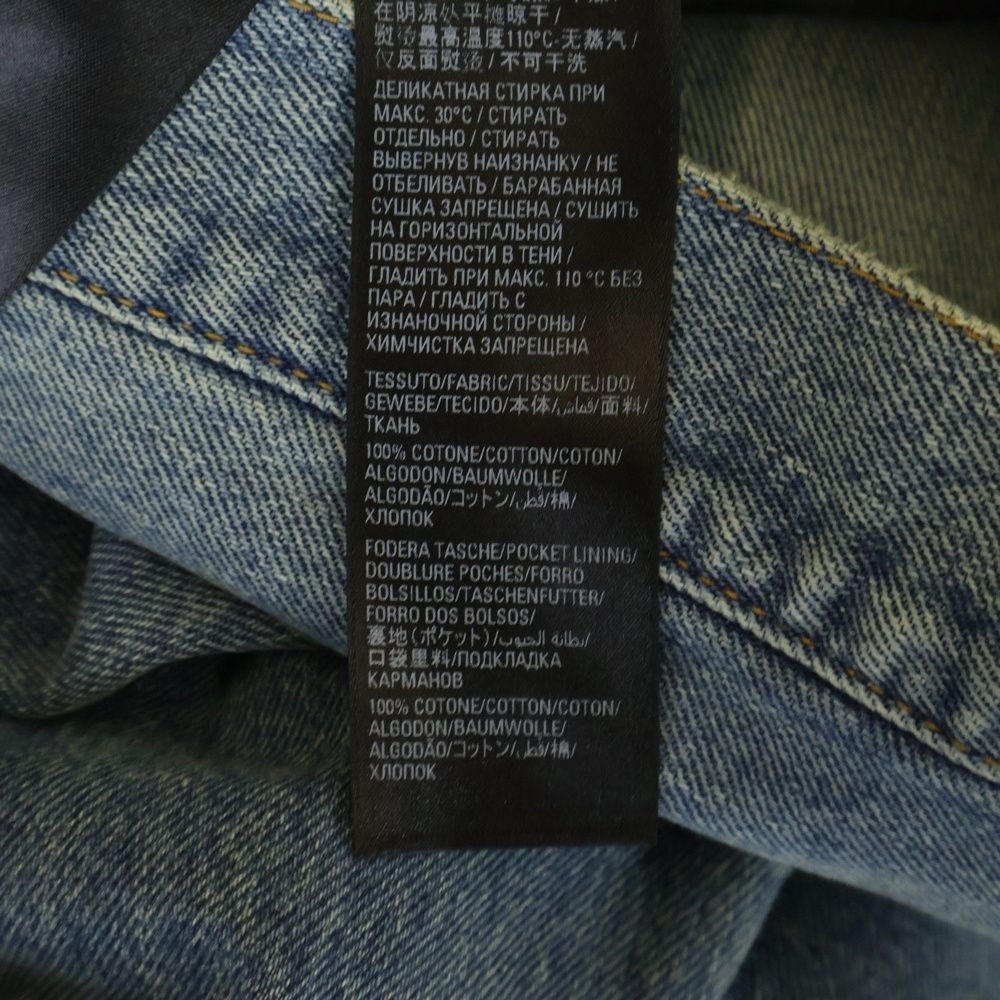 在阴凉处平摊晾干 /
熨烫最高温度110°C-无蒸汽 /
仅反面熨烫 / 不可干洗
ДЕЛИКАТНАЯ СТИРКА ПРИ
МАКС. 30°C / СТИРАТЬ
ОТДЕЛЬНО / СТИРАТЬ
ВЫВЕРНУВ НАИЗНАНКУ / НЕ
ОТБЕЛИВАТЬ / БАРАБАННАЯ
СУШКА ЗАПРЕЩЕНА / СУШИТЬ
НА ГОРИЗОНТАЛЬНОЙ
ПОВЕРХНОСТИ В ТЕНИ /
ГЛАДИТЬ ПРИ МАКС. 110 °C БЕЗ
ПАРА / ГЛАДИТЬ С
ИЗНАНОЧНОЙ СТОРОНЫ /
ХИМЧИСТКА ЗАПРЕЩЕНА
TESSUTO/FABRIC/TISSU/TEJIDO/
GEWEBE/TECIDO/本体/قماش/面料/
ТКАНЬ
100% COTONE/COTTON/COTON/
ALGODON/BAUMWOLLE/
ALGODÃO/コットン/قطن/棉/
ХЛОПОК
FODERA TASCHE/POCKET LINING/
DOUBLURE POCHES/FORRO
BOLSILLOS/TASCHENFUTTER/
FORRO DOS BOLSOS/
裏地(ポケット)/بطانة الجيوب/
口袋里料/ПОДКЛАДКА
КАРМАНОВ
100% COTONE/COTTON/COTON/
ALGODON/BAUMWOLLE/
ALGODÃO/コットン/قطن/棉/
ХЛОПОК